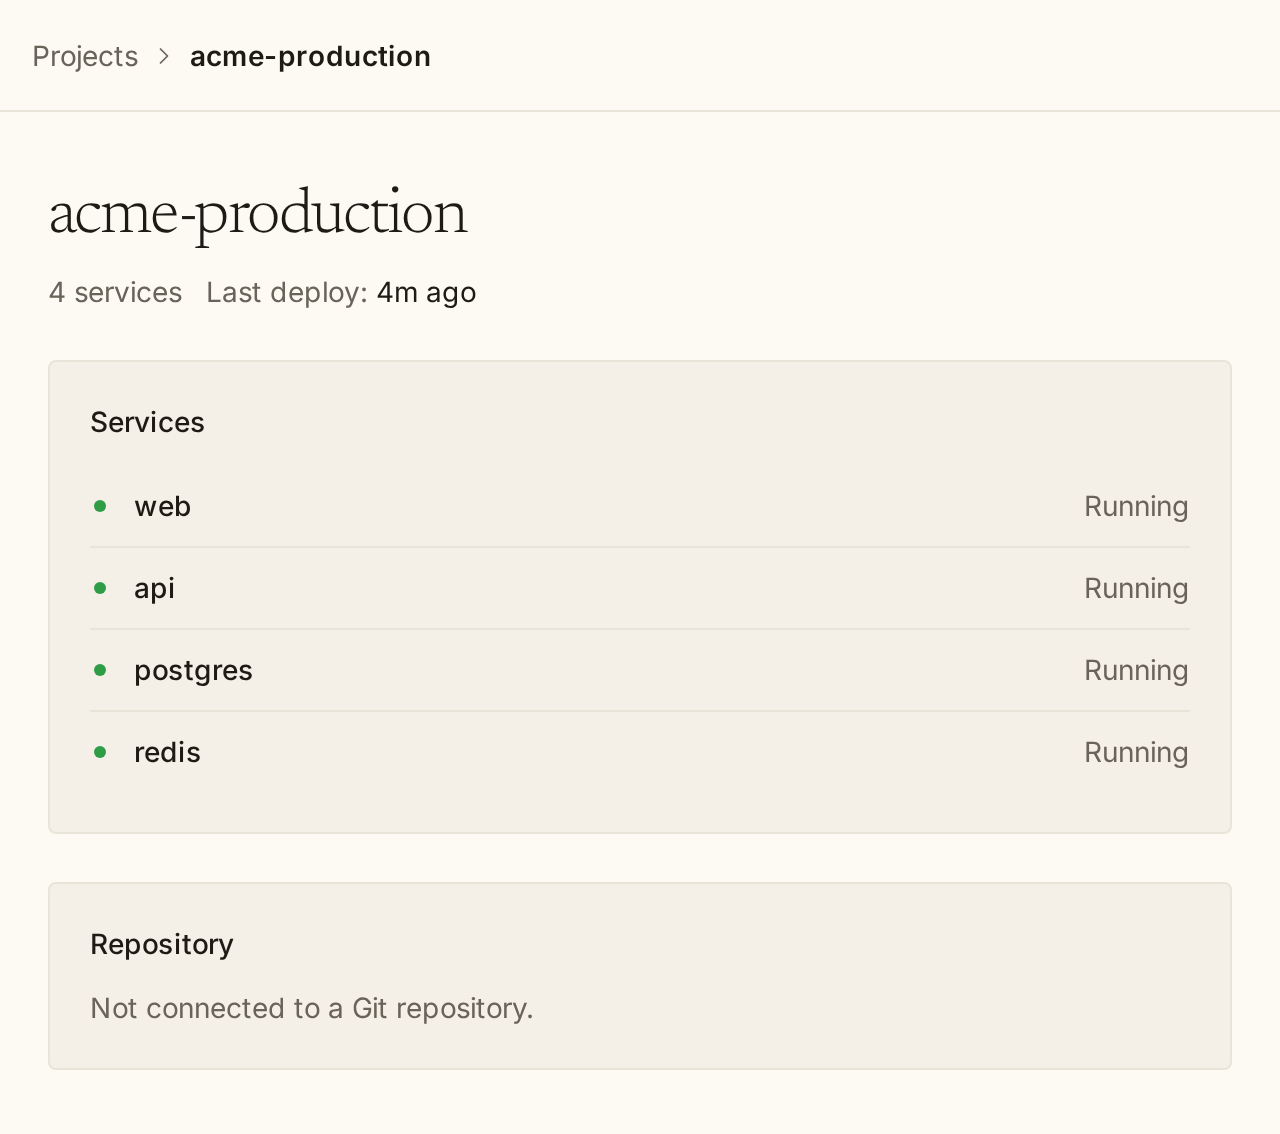 Projects > acme-production
acme-production
4 services Last deploy: 4m ago
Services
web Running
api Running
postgres Running
redis Running
Repository
Not connected to a Git repository.